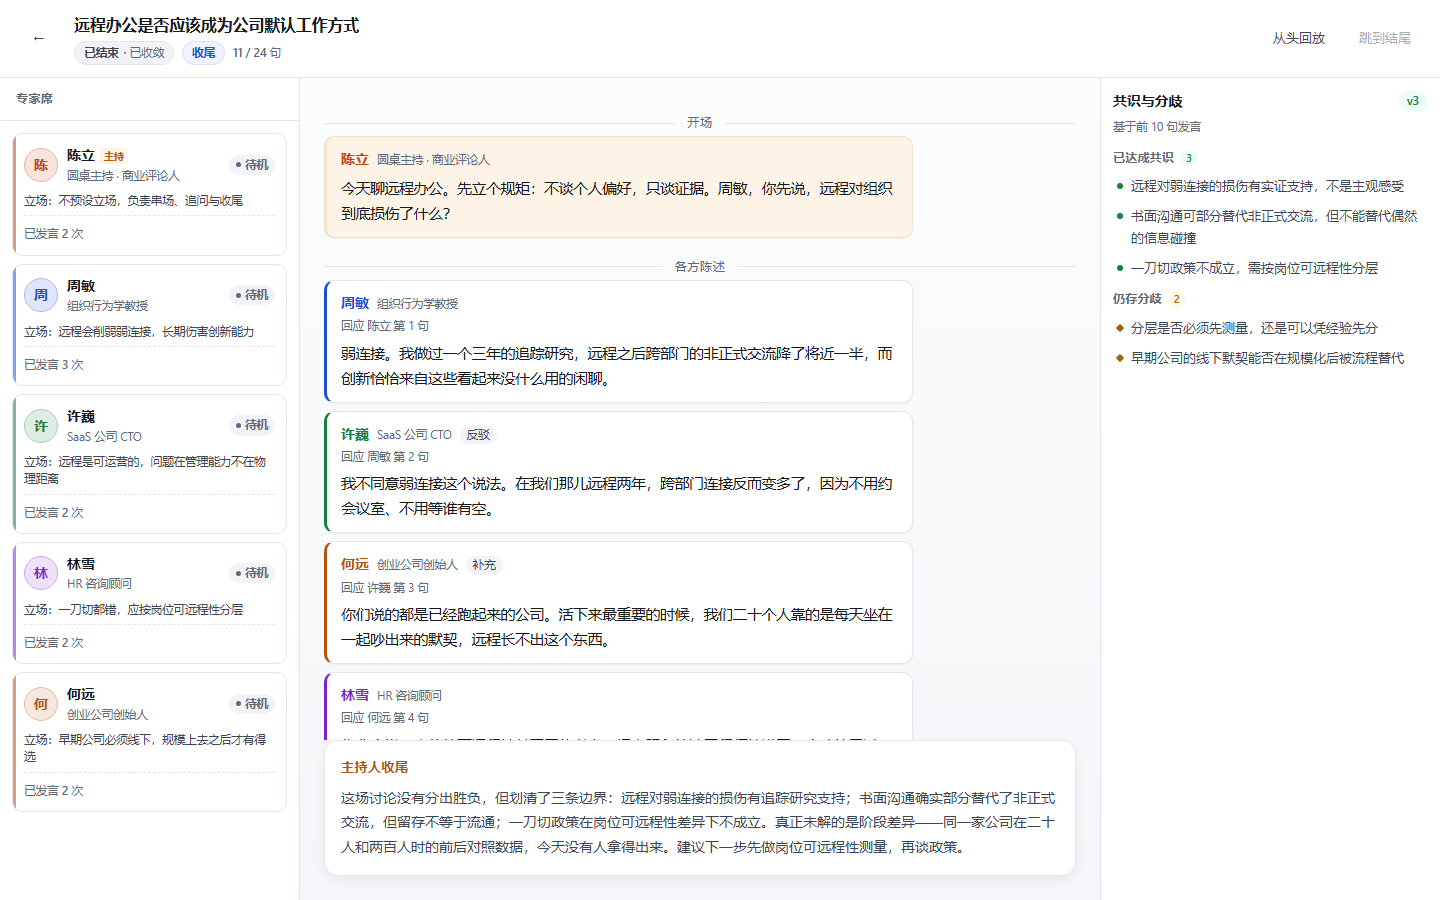 ←
远程办公是否应该成为公司默认工作方式
已结束 · 已收敛 收尾 11 / 24 句
从头回放 跳到结尾
专家席
陈 陈立 主持
圆桌主持 · 商业评论人
待机
立场：不预设立场，负责串场、追问与收尾
已发言 2 次
周 周敏
组织行为学教授
待机
立场：远程会削弱弱连接，长期伤害创新能力
已发言 3 次
许 许巍
SaaS 公司 CTO
待机
立场：远程是可运营的，问题在管理能力不在物
理距离
已发言 2 次
林 林雪
HR 咨询顾问
待机
立场：一刀切都错，应按岗位可远程性分层
已发言 2 次
何 何远
创业公司创始人
待机
立场：早期公司必须线下，规模上去之后才有得
选
已发言 2 次
开场
陈立 圆桌主持 · 商业评论人
今天聊远程办公。先立个规矩：不谈个人偏好，只谈证据。周敏，你先说，远程对组织
到底损伤了什么？
各方陈述
周敏 组织行为学教授
回应 陈立 第 1 句
弱连接。我做过一个三年的追踪研究，远程之后跨部门的非正式交流降了将近一半，而
创新恰恰来自这些看起来没什么用的闲聊。
许巍 SaaS 公司 CTO 反驳
回应 周敏 第 2 句
我不同意弱连接这个说法。在我们那儿远程两年，跨部门连接反而变多了，因为不用约
会议室、不用等谁有空。
何远 创业公司创始人 补充
回应 许巍 第 3 句
你们说的都是已经跑起来的公司。活下来最重要的时候，我们二十个人靠的是每天坐在
一起吵出来的默契，远程长不出这个东西。
林雪 HR 咨询顾问
回应 何远 第 4 句
主持人收尾
这场讨论没有分出胜负，但划清了三条边界：远程对弱连接的损伤有追踪研究支持；书面沟通确实部分替代了非正式
交流，但留存不等于流通；一刀切政策在岗位可远程性差异下不成立。真正未解的是阶段差异——同一家公司在二十
人和两百人时的前后对照数据，今天没有人拿得出来。建议下一步先做岗位可远程性测量，再谈政策。
共识与分歧 v3
基于前 10 句发言
已达成共识 3
远程对弱连接的损伤有实证支持，不是主观感受
书面沟通可部分替代非正式交流，但不能替代偶然
的信息碰撞
一刀切政策不成立，需按岗位可远程性分层
仍存分歧 2
分层是否必须先测量，还是可以凭经验先分
早期公司的线下默契能否在规模化后被流程替代